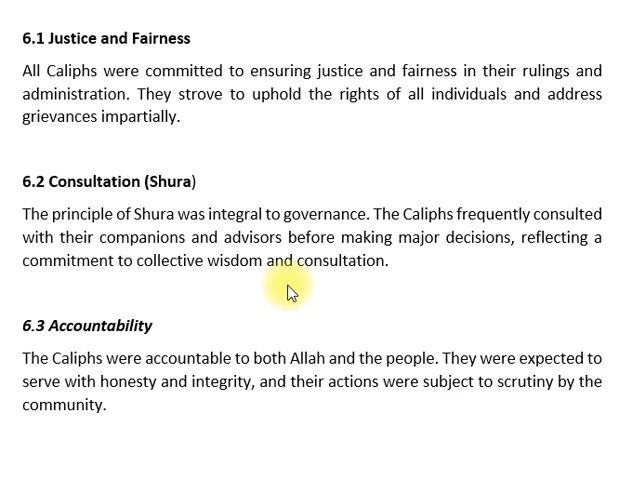 6.1 Justice and Fairness
All Caliphs were committed to ensuring justice and fairness in their rulings and
administration. They strove to uphold the rights of all individuals and address
grievances impartially.
6.2 Consultation (Shura)
The principle of Shura was integral to governance. The Caliphs frequently consulted
with their companions and advisors before making major decisions, reflecting a
commitment to collective wisdom and consultation.
6.3 Accountability
The Caliphs were accountable to both Allah and the people. They were expected to
serve with honesty and integrity, and their actions were subject to scrutiny by the
community.